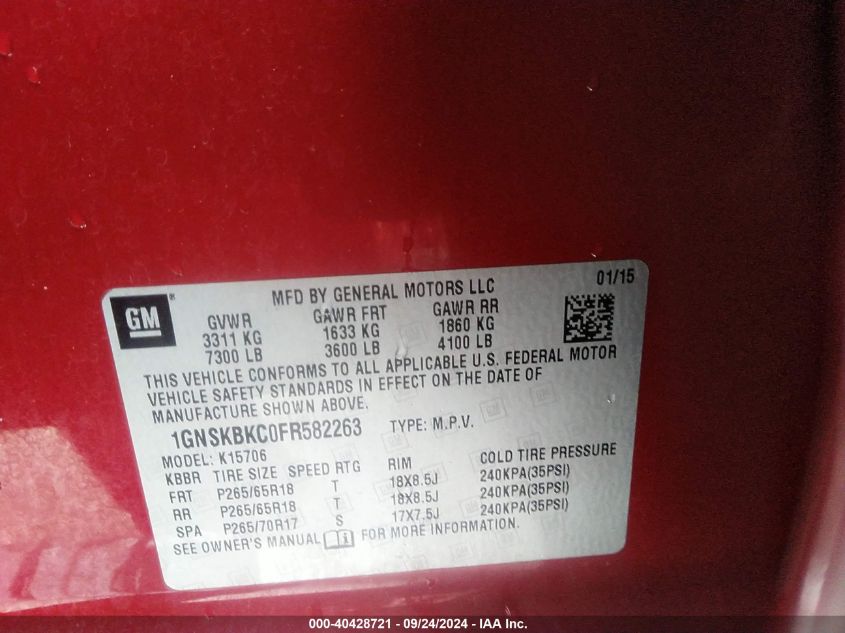 GM®
MFD BY GENERAL MOTORS LLC 01/15
GVWR GAWR FRT GAWR RR
3311 KG 1633 KG 1860 KG
7300 LB 3600 LB 4100 LB
THIS VEHICLE CONFORMS TO ALL APPLICABLE U.S. FEDERAL MOTOR
VEHICLE SAFETY STANDARDS IN EFFECT ON THE DATE OF
MANUFACTURE SHOWN ABOVE.
1GNSKBKC0FR582263 TYPE: M.P.V.
MODEL: K15706
KBBR TIRE SIZE SPEED RTG RIM COLD TIRE PRESSURE
FRT P265/65R18 T 18X8.5J 240KPA(35PSI)
RR P265/65R18 T 18X8.5J 240KPA(35PSI)
SPA P265/70R17 S 17X7.5J 240KPA(35PSI)
SEE OWNER'S MANUAL i FOR MORE INFORMATION.
000-40428721 - 09/24/2024 - IAA Inc.